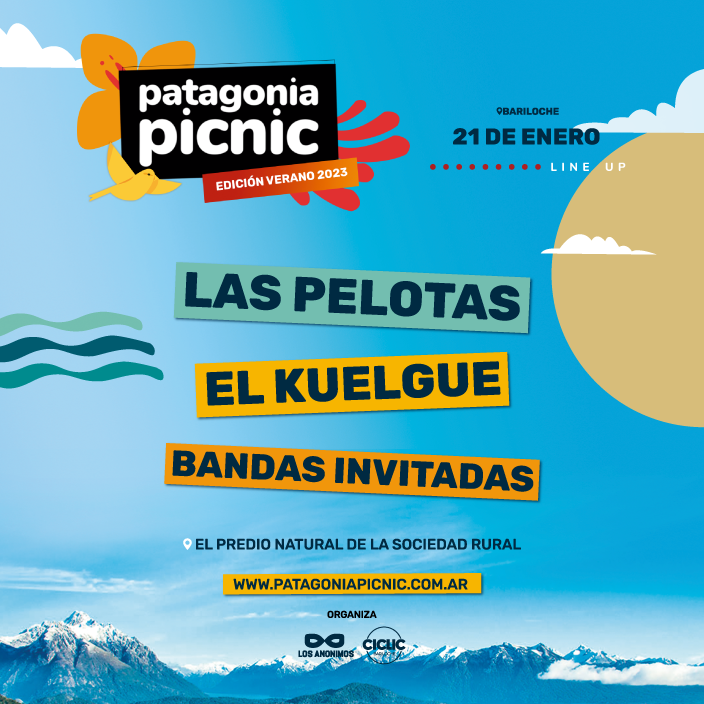 patagonia
picnic
EDICIÓN VERANO 2023
BARILOCHE
21 DE ENERO
LINE UP
LAS PELOTAS
EL KUELGUE
BANDAS INVITADAS
EL PREDIO NATURAL DE LA SOCIEDAD RURAL
WWW.PATAGONIAPICNIC.COM.AR
ORGANIZA
LOS ANONIMOS
CICLIC